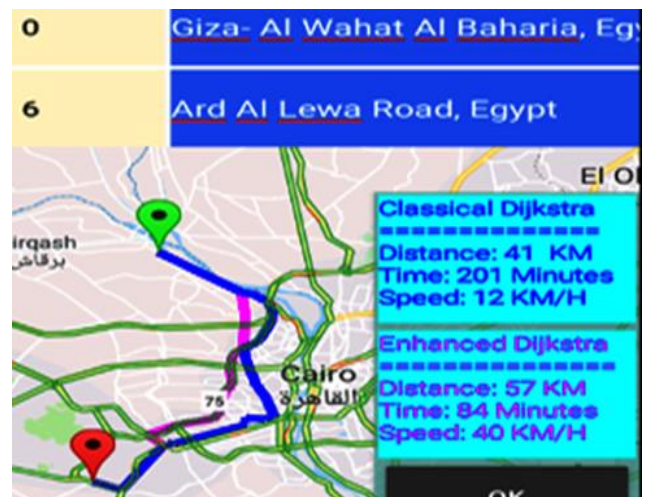 0
Giza- Al Wahat Al Baharia, Egy
6
Ard Al Lewa Road, Egypt
El Ol
Classical Dijkstra
Distance: 41 KM
Time: 201 Minutes
Speed: 12 KM/H
irqash
برقاش
Enhanced Dijkstra
Distance: 57 KM
Time: 84 Minutes
Speed: 40 KM/H
Cairo
القاهرة
75
OK